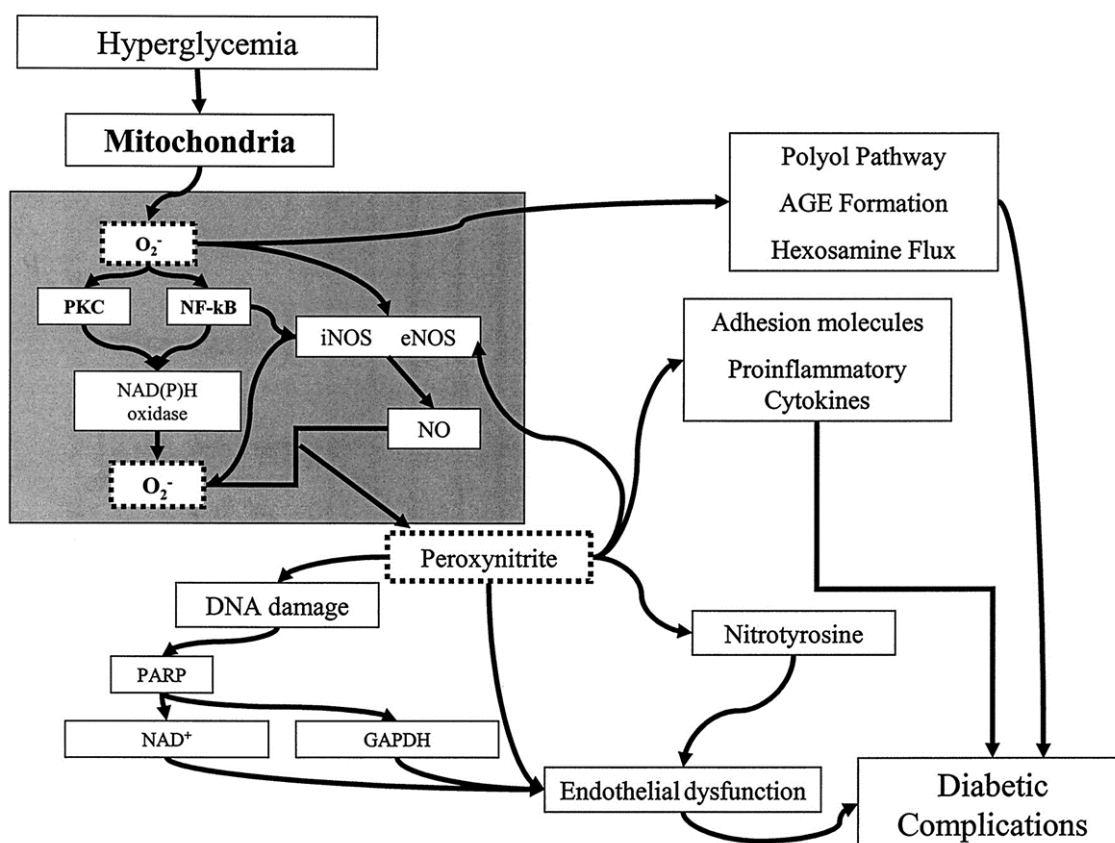 Hyperglycemia
Mitochondria
O₂⁻
PKC
NF-kB
NAD(P)H
oxidase
O₂⁻
iNOS eNOS
NO
Polyol Pathway
AGE Formation
Hexosamine Flux
Adhesion molecules
Proinflammatory
Cytokines
Peroxynitrite
DNA damage
PARP
NAD⁺
GAPDH
Nitrotyrosine
Endothelial dysfunction
Diabetic
Complications